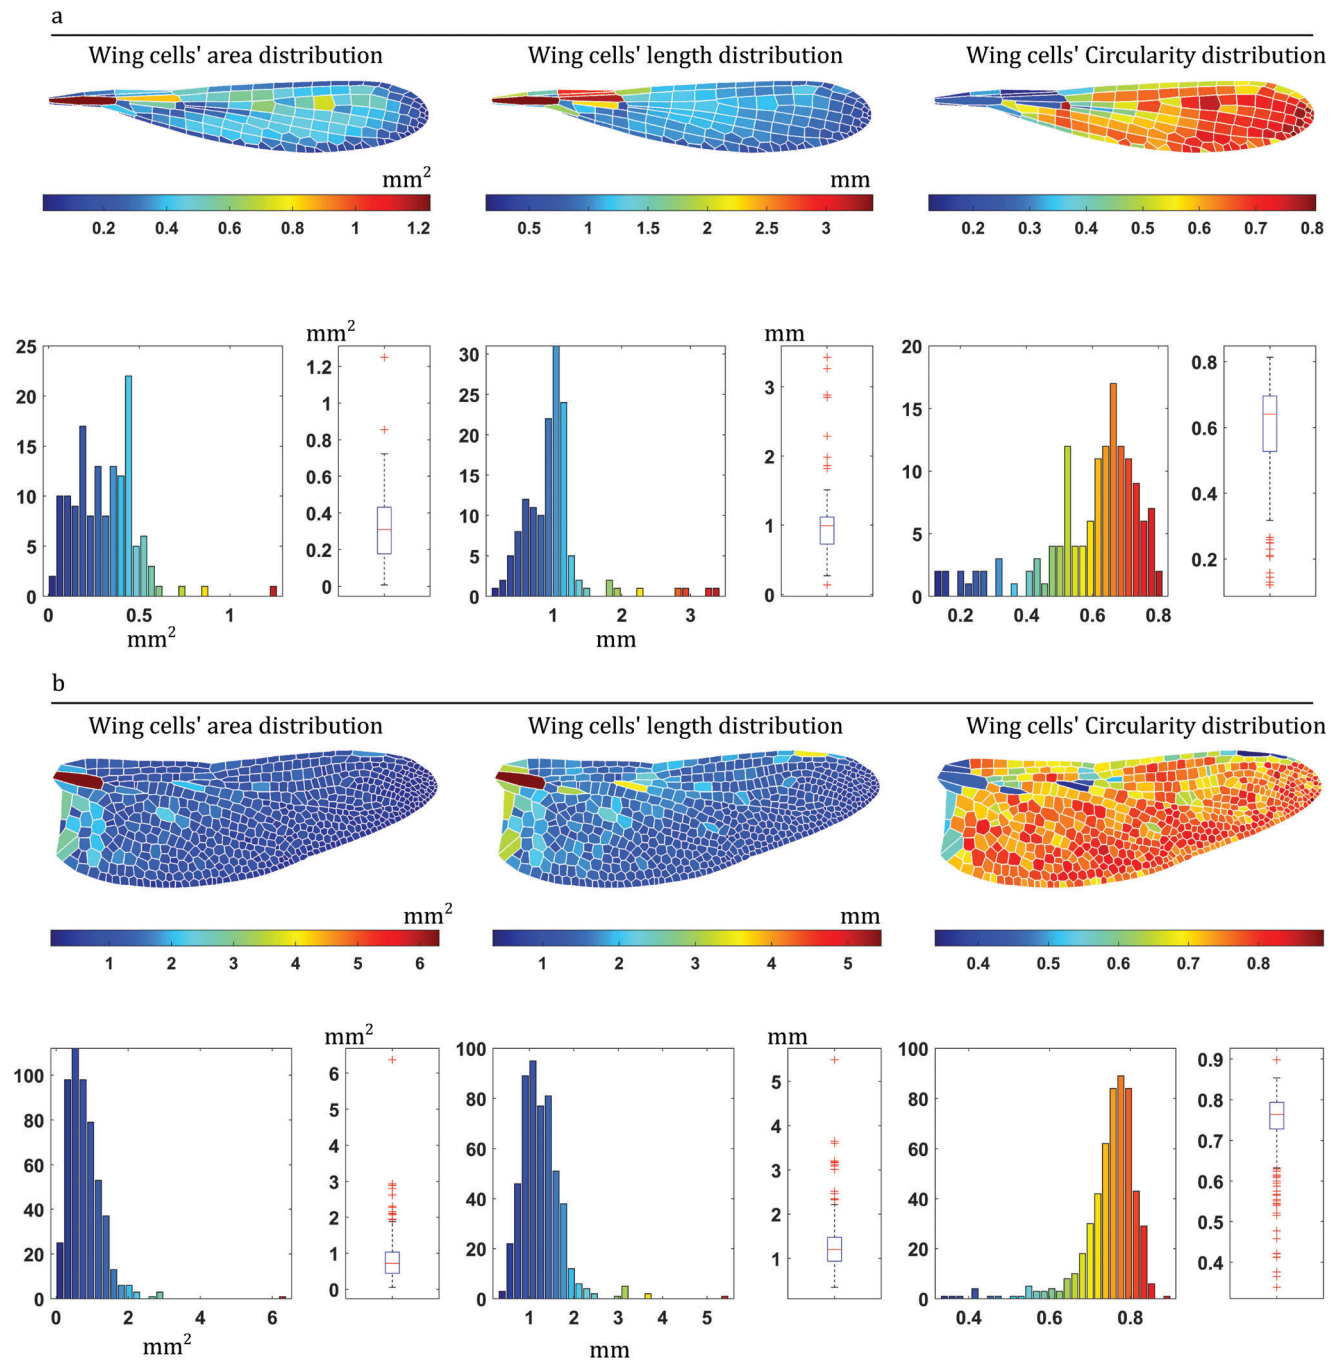 a
Wing cells' area distribution Wing cells' length distribution Wing cells' Circularity distribution
mm² mm
0.2 0.4 0.6 0.8 1 1.2 0.5 1 1.5 2 2.5 3 0.2 0.3 0.4 0.5 0.6 0.7 0.8
mm² mm
25 20 15 10 5 0
0 0.5 1
mm²
1.2 1 0.8 0.6 0.4 0.2 0
30 25 20 15 10 5 0
1 2 3
mm
3 2 1 0
20 15 10 5 0
0.2 0.4 0.6 0.8
0.8 0.6 0.4 0.2
b
Wing cells' area distribution Wing cells' length distribution Wing cells' Circularity distribution
mm² mm
1 2 3 4 5 6 1 2 3 4 5 0.4 0.5 0.6 0.7 0.8
mm² mm
100 80 60 40 20 0
0 2 4 6
mm²
6 5 4 3 2 1 0
100 80 60 40 20 0
1 2 3 4 5
mm
5 4 3 2 1
100 80 60 40 20 0
0.4 0.6 0.8
0.9 0.8 0.7 0.6 0.5 0.4